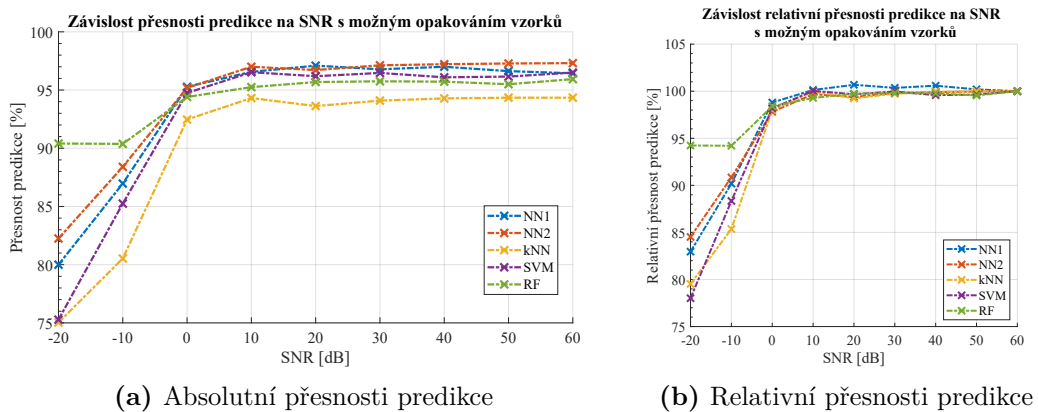 Závislost přesnosti predikce na SNR s možným opakováním vzorků
100
95
90
85
80
75
Přesnost predikce [%]
-20 -10 0 10 20 30 40 50 60
SNR [dB]
NN1
NN2
kNN
SVM
RF
(a) Absolutní přesnosti predikce
Závislost relativní přesnosti predikce na SNR
s možným opakováním vzorků
105
100
95
90
85
80
75
Relativní přesnost predikce [%]
-20 -10 0 10 20 30 40 50 60
SNR [dB]
NN1
NN2
kNN
SVM
RF
(b) Relativní přesnosti predikce